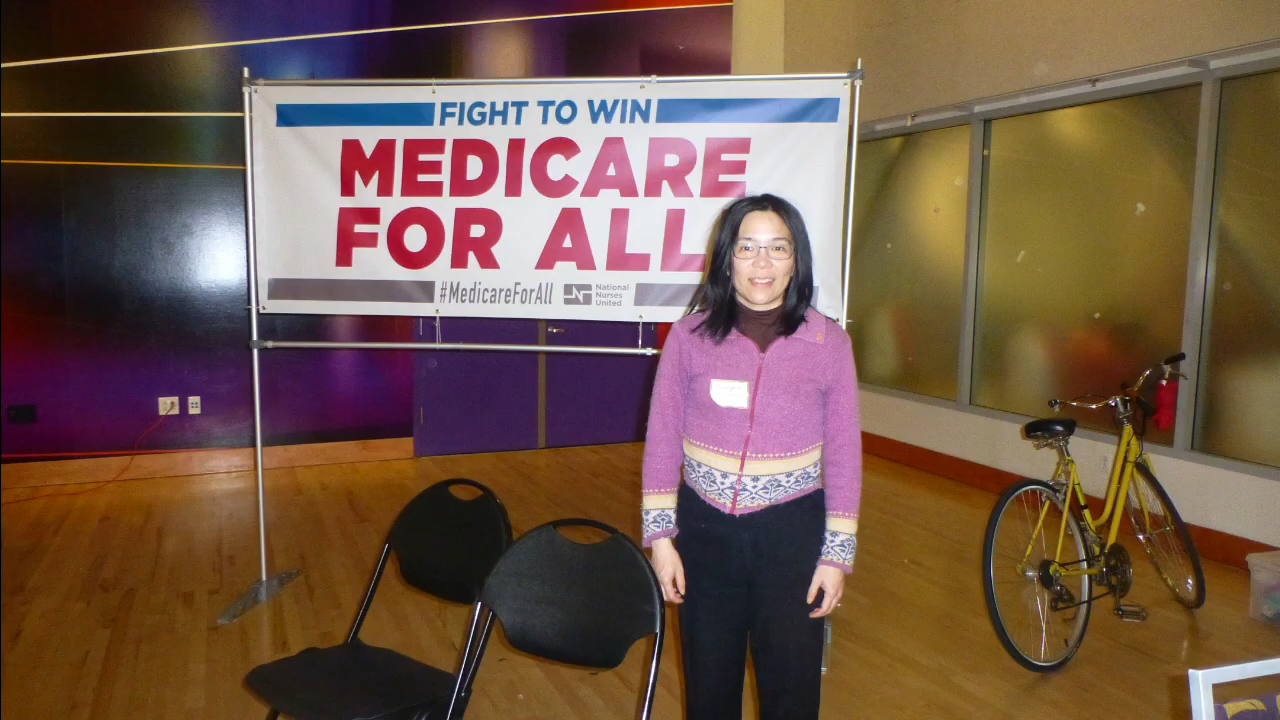 FIGHT TO WIN
MEDICARE
FOR ALL
#MedicareForAll
National
Nurses
United